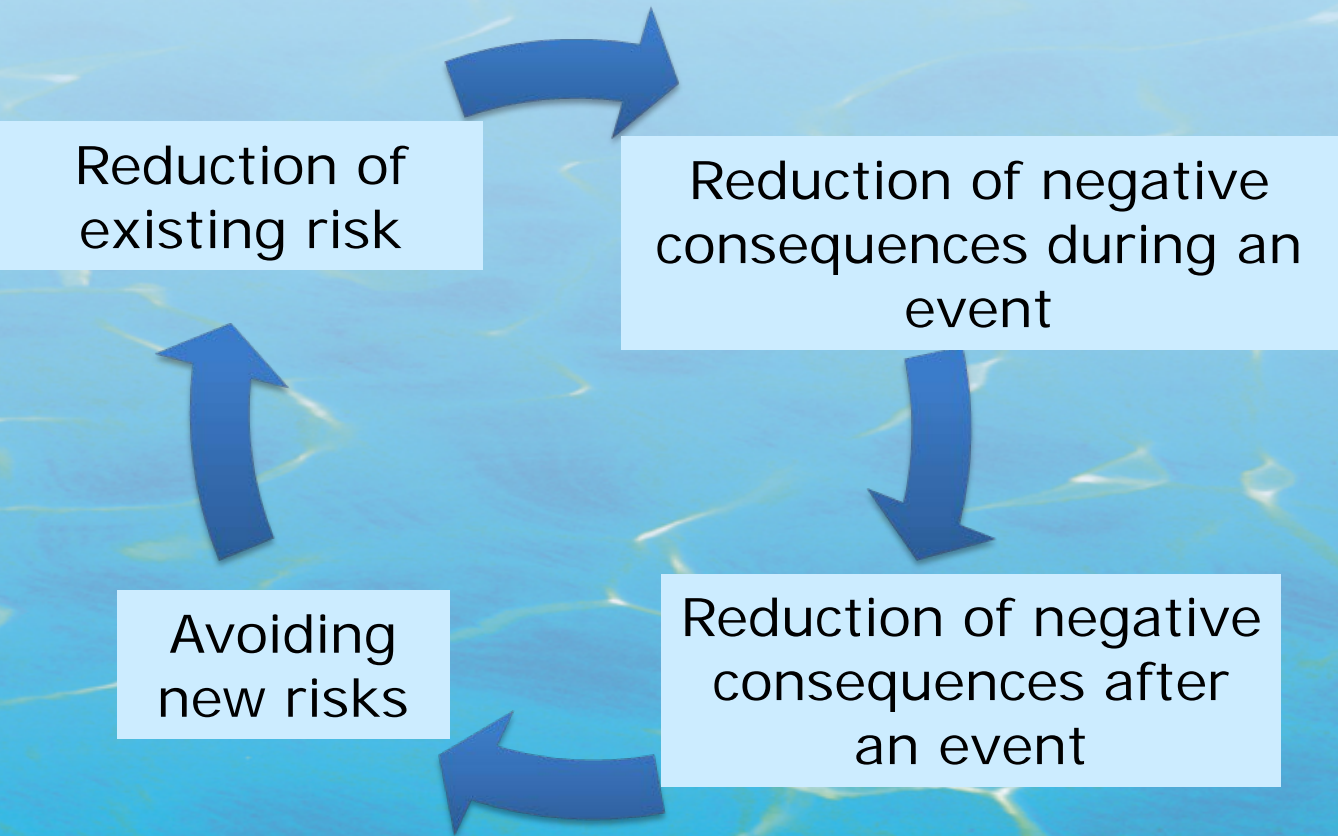 Reduction of
existing risk
Reduction of negative
consequences during an
event
Reduction of negative
consequences after
an event
Avoiding
new risks